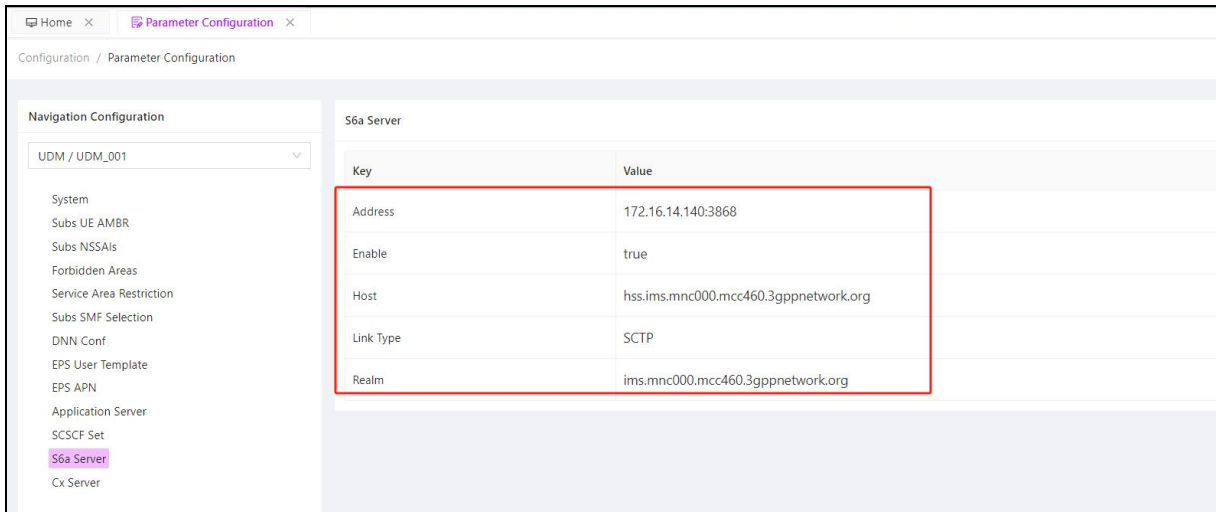 Home
Parameter Configuration
Configuration / Parameter Configuration
Navigation Configuration
UDM / UDM_001
System
Subs UE AMBR
Subs NSSAIs
Forbidden Areas
Service Area Restriction
Subs SMF Selection
DNN Conf
EPS User Template
EPS APN
Application Server
SCSCF Set
S6a Server
Cx Server
S6a Server
Key Value
Address 172.16.14.140:3868
Enable true
Host hss.ims.mnc000.mcc460.3gppnetwork.org
Link Type SCTP
Realm ims.mnc000.mcc460.3gppnetwork.org